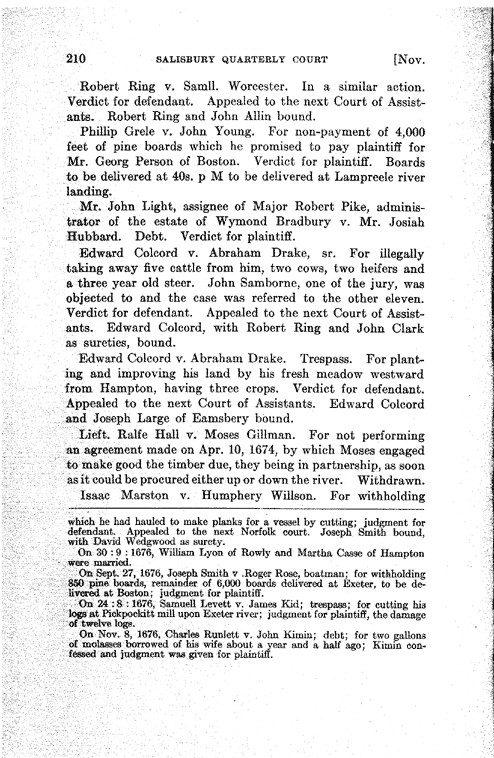 210 SALISBURY QUARTERLY COURT [Nov.
Robert Ring v. Samll. Worcester. In a similar action.
Verdict for defendant. Appealed to the next Court of Assist-
ants. Robert Ring and John Allin bound.
Phillip Grele v. John Young. For non-payment of 4,000
feet of pine boards which he promised to pay plaintiff for
Mr. Georg Person of Boston. Verdict for plaintiff. Boards
to be delivered at 40s. p M to be delivered at Lampreele river
landing.
Mr. John Light, assignee of Major Robert Pike, adminis-
trator of the estate of Wymond Bradbury v. Mr. Josiah
Hubbard. Debt. Verdict for plaintiff.
Edward Colcord v. Abraham Drake, sr. For illegally
taking away five cattle from him, two cows, two heifers and
a three year old steer. John Samborne, one of the jury, was
objected to and the case was referred to the other eleven.
Verdict for defendant. Appealed to the next Court of Assist-
ants. Edward Colcord, with Robert Ring and John Clark
as sureties, bound.
Edward Colcord v. Abraham Drake. Trespass. For plant-
ing and improving his land by his fresh meadow westward
from Hampton, having three crops. Verdict for defendant.
Appealed to the next Court of Assistants. Edward Colcord
and Joseph Large of Eamsbery bound.
Lieft. Ralfe Hall v. Moses Gillman. For not performing
an agreement made on Apr. 10, 1674, by which Moses engaged
to make good the timber due, they being in partnership, as soon
as it could be procured either up or down the river. Withdrawn.
Isaac Marston v. Humphery Willson. For withholding
which he had hauled to make planks for a vessel by cutting; judgment for
defendant. Appealed to the next Norfolk court. Joseph Smith bound,
with David Wedgwood as surety.
On 30 : 9 : 1676, William Lyon of Rowly and Martha Casse of Hampton
were married.
On Sept. 27, 1676, Joseph Smith v .Roger Rose, boatman; for withholding
850 pine boards, remainder of 6,000 boards delivered at Exeter, to be de-
livered at Boston; judgment for plaintiff.
On 24 : 8 : 1676, Samuell Levett v. James Kid; trespass; for cutting his
logs at Pickpockitt mill upon Exeter river; judgment for plaintiff, the damage
of twelve logs.
On Nov. 8, 1676, Charles Runlett v. John Kimin; debt; for two gallons
of molasses borrowed of his wife about a year and a half ago; Kimin con-
fessed and judgment was given for plaintiff.